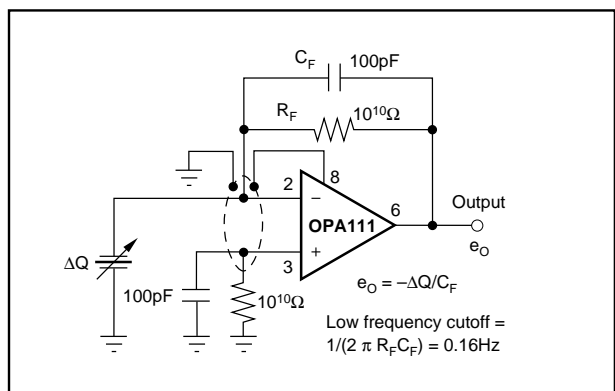 C_F 100pF
R_F 10^10Ω
8
2
−
OPA111
6
Output
e_O
+
3
ΔQ
100pF
10^10Ω
e_O = −ΔQ/C_F
Low frequency cutoff =
1/(2 π R_FC_F) = 0.16Hz